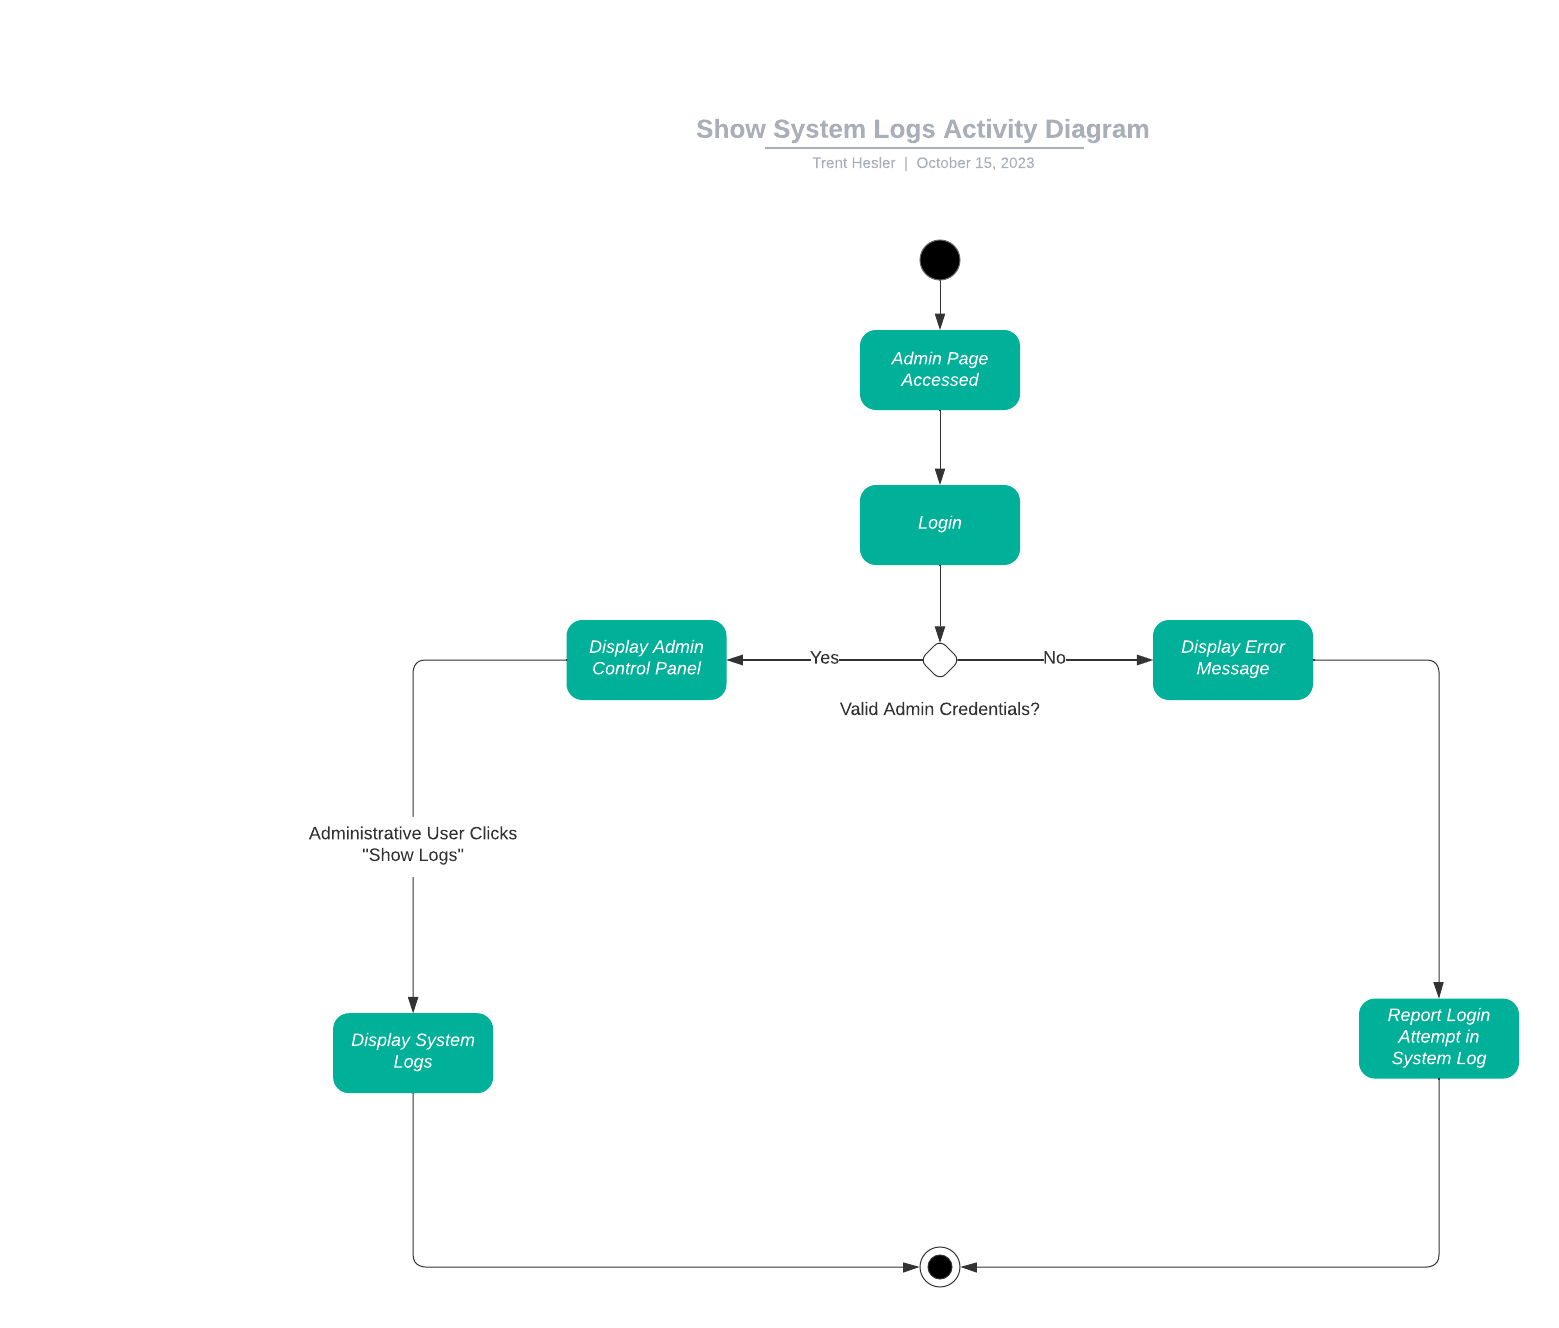 Show System Logs Activity Diagram
Trent Hesler | October 15, 2023
Admin Page
Accessed
Login
Display Admin
Control Panel
Yes
No
Display Error
Message
Valid Admin Credentials?
Administrative User Clicks
"Show Logs"
Display System
Logs
Report Login
Attempt in
System Log